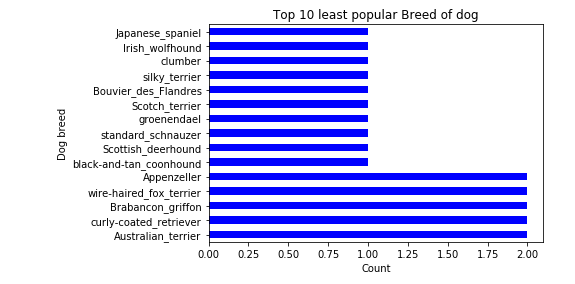 Top 10 least popular Breed of dog
Japanese_spaniel
Irish_wolfhound
clumber
silky_terrier
Bouvier_des_Flandres
Scotch_terrier
groenendael
standard_schnauzer
Scottish_deerhound
black-and-tan_coonhound
Appenzeller
wire-haired_fox_terrier
Brabancon_griffon
curly-coated_retriever
Australian_terrier
Dog breed
0.00 0.25 0.50 0.75 1.00 1.25 1.50 1.75 2.00
Count